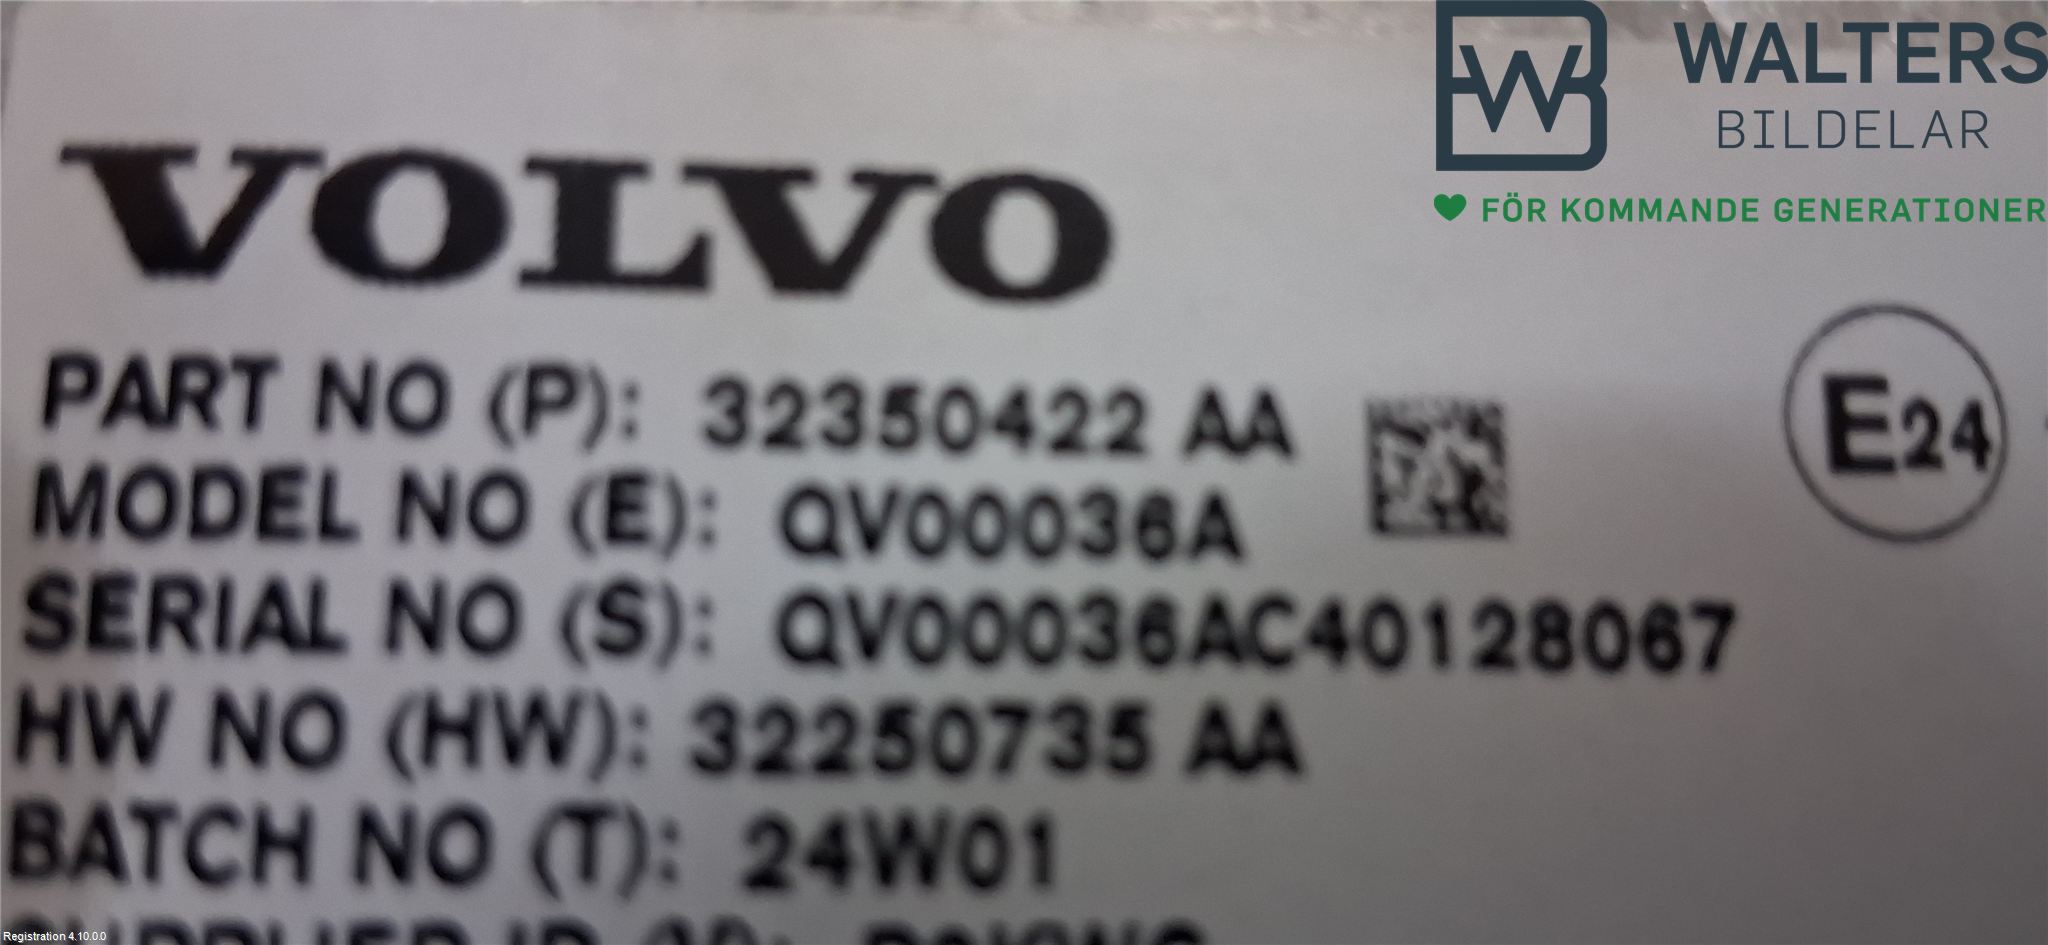 WALTERS
BILDELAR
FÖR KOMMANDE GENERATIONER
VOLVO
PART NO (P): 32350422 AA
E24
MODEL NO (E): QV00036A
SERIAL NO (S): QV00036AC40128067
HW NO (HW): 32250735 AA
BATCH NO (T): 24W01
Registration 4.10.0.0